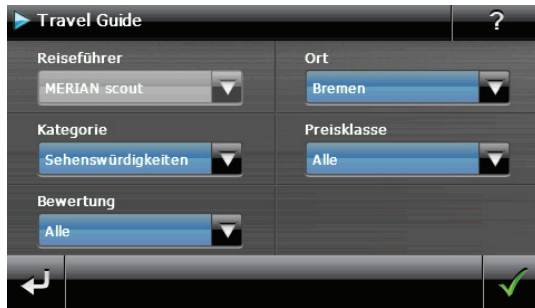 Travel Guide ?
Reiseführer
MERIAN scout
Ort
Bremen
Kategorie
Sehenswürdigkeiten
Preisklasse
Alle
Bewertung
Alle